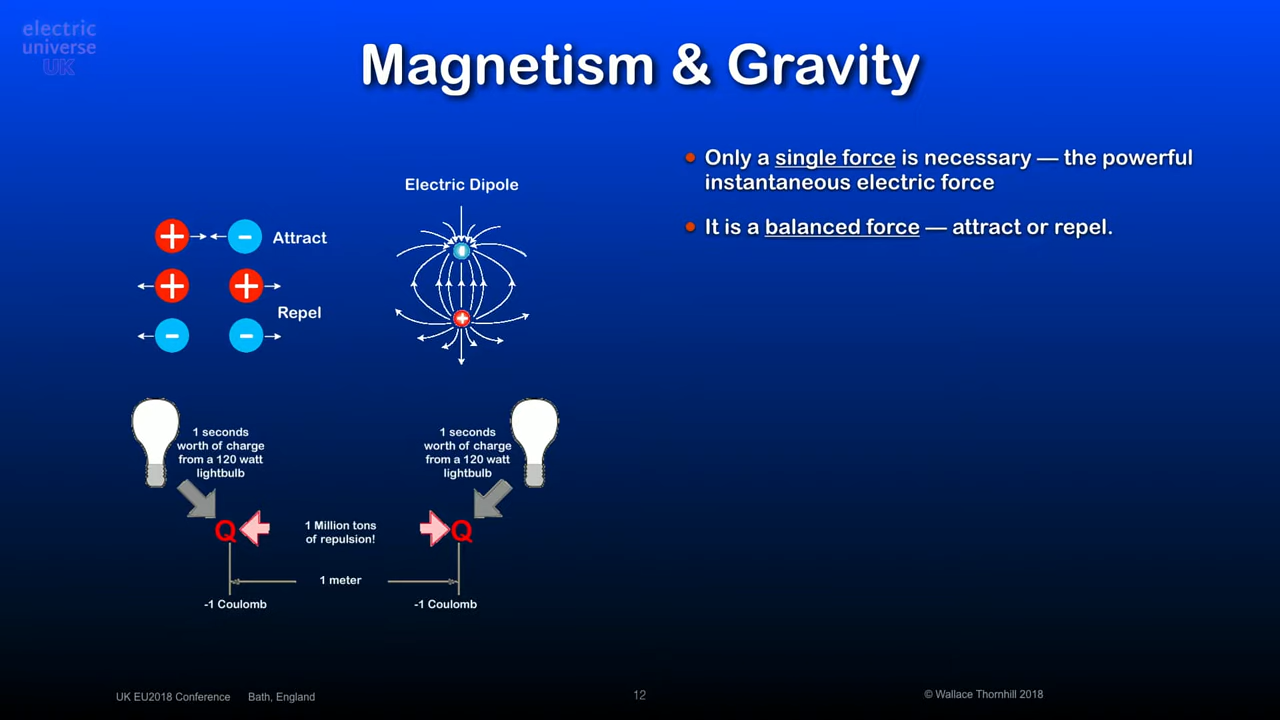 electric
universe
UK
Magnetism & Gravity
Only a single force is necessary — the powerful
instantaneous electric force
It is a balanced force — attract or repel.
Electric Dipole
+ - Attract
+ +
Repel
- -
+
1 seconds
worth of charge
from a 120 watt
lightbulb
1 seconds
worth of charge
from a 120 watt
lightbulb
Q
1 Million tons
of repulsion!
Q
1 meter
-1 Coulomb
-1 Coulomb
UK EU2018 Conference Bath, England
12
© Wallace Thornhill 2018